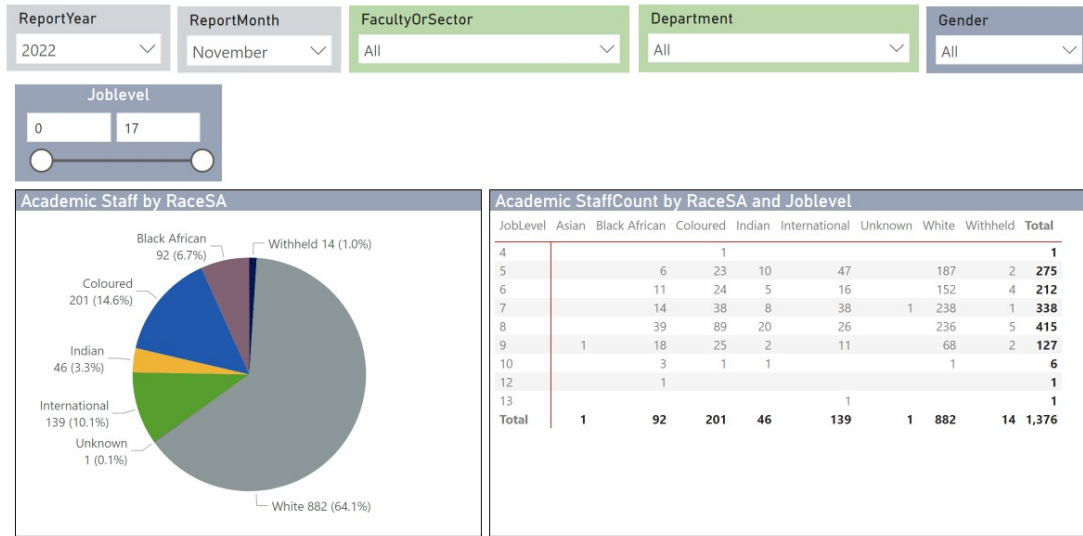 ReportYear
2022
ReportMonth
November
FacultyOrSector
All
Department
All
Gender
All
Joblevel
0 17
Academic Staff by RaceSA
Black African
92 (6.7%)
Withheld 14 (1.0%)
Coloured
201 (14.6%)
Indian
46 (3.3%)
International
139 (10.1%)
Unknown
1 (0.1%)
White 882 (64.1%)
Academic StaffCount by RaceSA and Joblevel
JobLevel Asian Black African Coloured Indian International Unknown White Withheld Total
4 1 1
5 6 23 10 47 187 2 275
6 11 24 5 16 152 4 212
7 14 38 8 38 1 238 1 338
8 39 89 20 26 236 5 415
9 1 18 25 2 11 68 2 127
10 3 1 1 1 6
12 1 1
13 1 1
Total 1 92 201 46 139 1 882 14 1,376